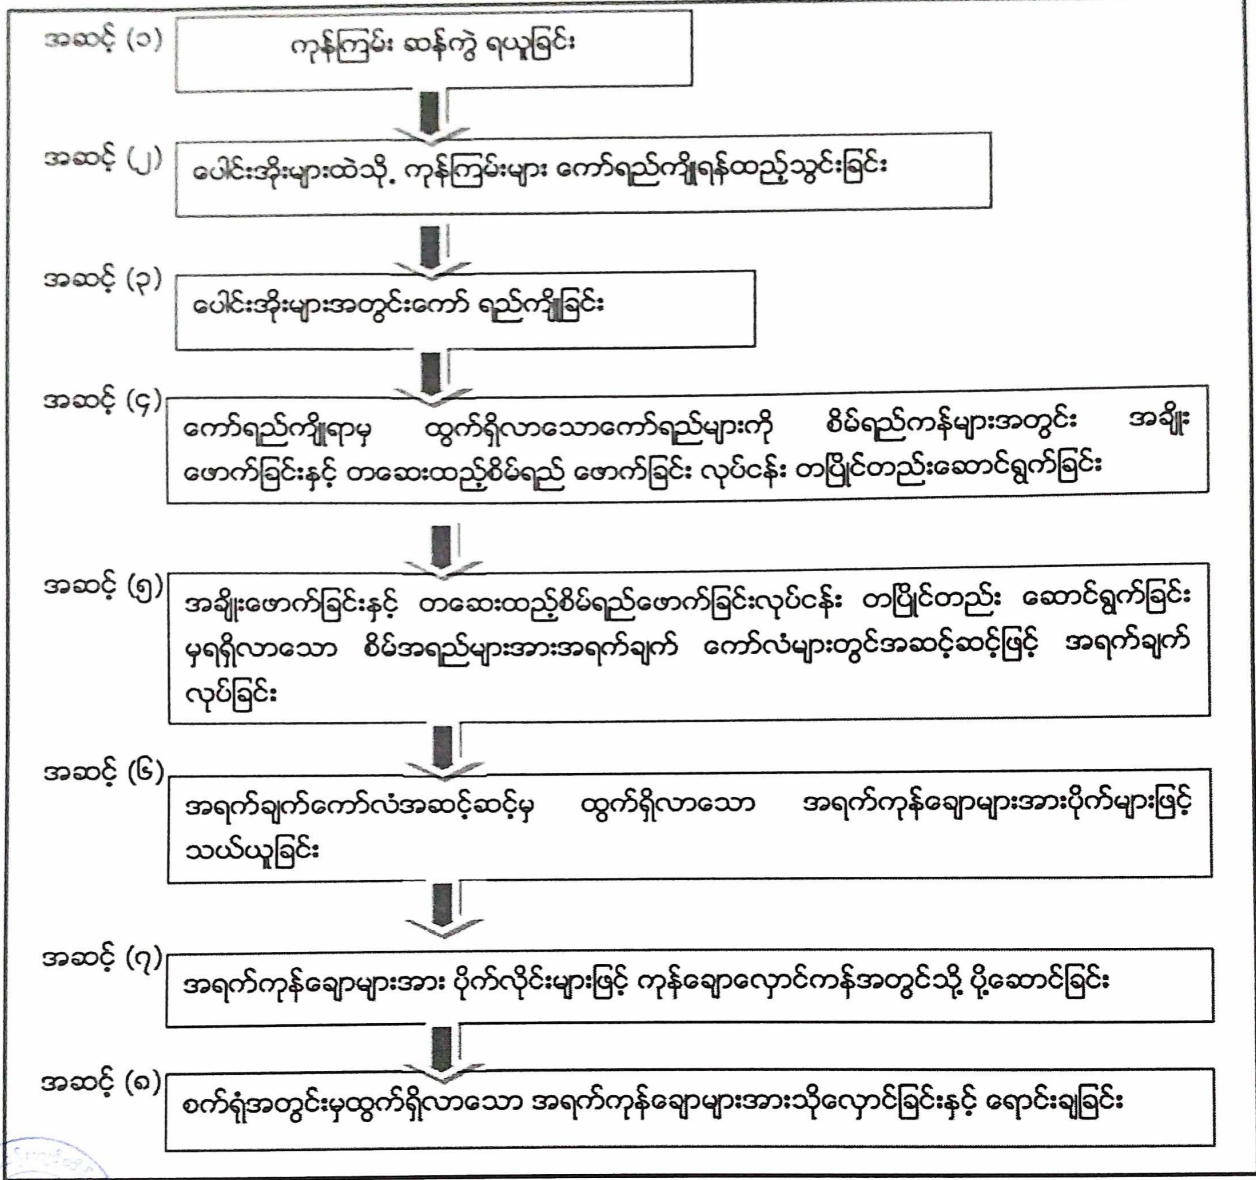 အဆင့် (၁)
ကုန်ကြမ်း ဆန်ကွဲ ရယူခြင်း
အဆင့် (၂)
ပေါင်းအိုးများထဲသို့ ကုန်ကြမ်းများ ကော်ရည်ကျိုရန်ထည့်သွင်းခြင်း
အဆင့် (၃)
ပေါင်းအိုးများအတွင်းကော် ရည်ကျိုခြင်း
အဆင့် (၄)
ကော်ရည်ကျိုရာမှ ထွက်ရှိလာသောကော်ရည်များကို စိမ်ရည်ကန်များအတွင်း အချိုး
ဖောက်ခြင်းနှင့် တဆေးထည့်စိမ်ရည် ဖောက်ခြင်း လုပ်ငန်း တပြိုင်တည်းဆောင်ရွက်ခြင်း
အဆင့် (၅)
အချိုးဖောက်ခြင်းနှင့် တဆေးထည့်စိမ်ရည်ဖောက်ခြင်းလုပ်ငန်း တပြိုင်တည်း ဆောင်ရွက်ခြင်း
မှရရှိလာသော စိမ်အရည်များအားအရက်ချက် ကော်လံများတွင်အဆင့်ဆင့်ဖြင့် အရက်ချက်
လုပ်ခြင်း
အဆင့် (၆)
အရက်ချက်ကော်လံအဆင့်ဆင့်မှ ထွက်ရှိလာသော အရက်ကုန်ချောများအားပိုက်များဖြင့်
သယ်ယူခြင်း
အဆင့် (၇)
အရက်ကုန်ချောများအား ပိုက်လိုင်းများဖြင့် ကုန်ချောလှောင်ကန်အတွင်သို့ ပို့ဆောင်ခြင်း
အဆင့် (၈)
စက်ရုံအတွင်းမှထွက်ရှိလာသော အရက်ကုန်ချောများအားသိုလှောင်ခြင်းနှင့် ရောင်းချခြင်း